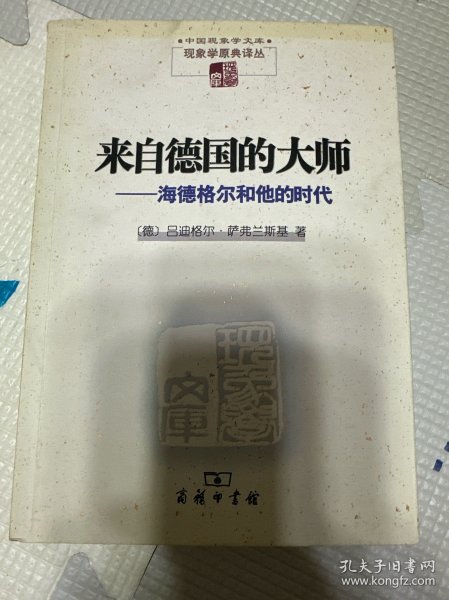 • 中国现象学文库 •
现象学原典译丛
来自德国的大师
——海德格尔和他的时代
〔德〕吕迪格尔·萨弗兰斯基 著
现象学
文库
商务印书馆
孔夫子旧书网
www.kongfz.com